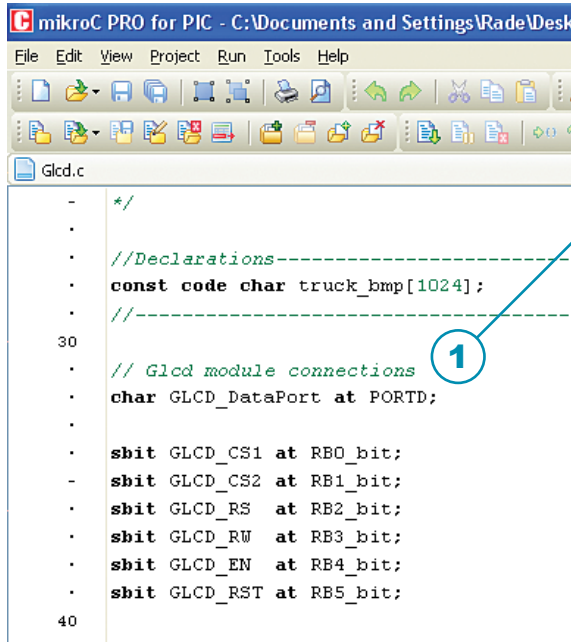 mikroC PRO for PIC - C:\Documents and Settings\Rade\Desk
File Edit View Project Run Tools Help
Glcd.c
- */
//Declarations-------------------------
const code char truck_bmp[1024];
//-------------------------------------
30
// Glcd module connections
char GLCD_DataPort at PORTD;
sbit GLCD_CS1 at RB0_bit;
- sbit GLCD_CS2 at RB1_bit;
sbit GLCD_RS  at RB2_bit;
sbit GLCD_RW  at RB3_bit;
sbit GLCD_EN  at RB4_bit;
sbit GLCD_RST at RB5_bit;
40
1